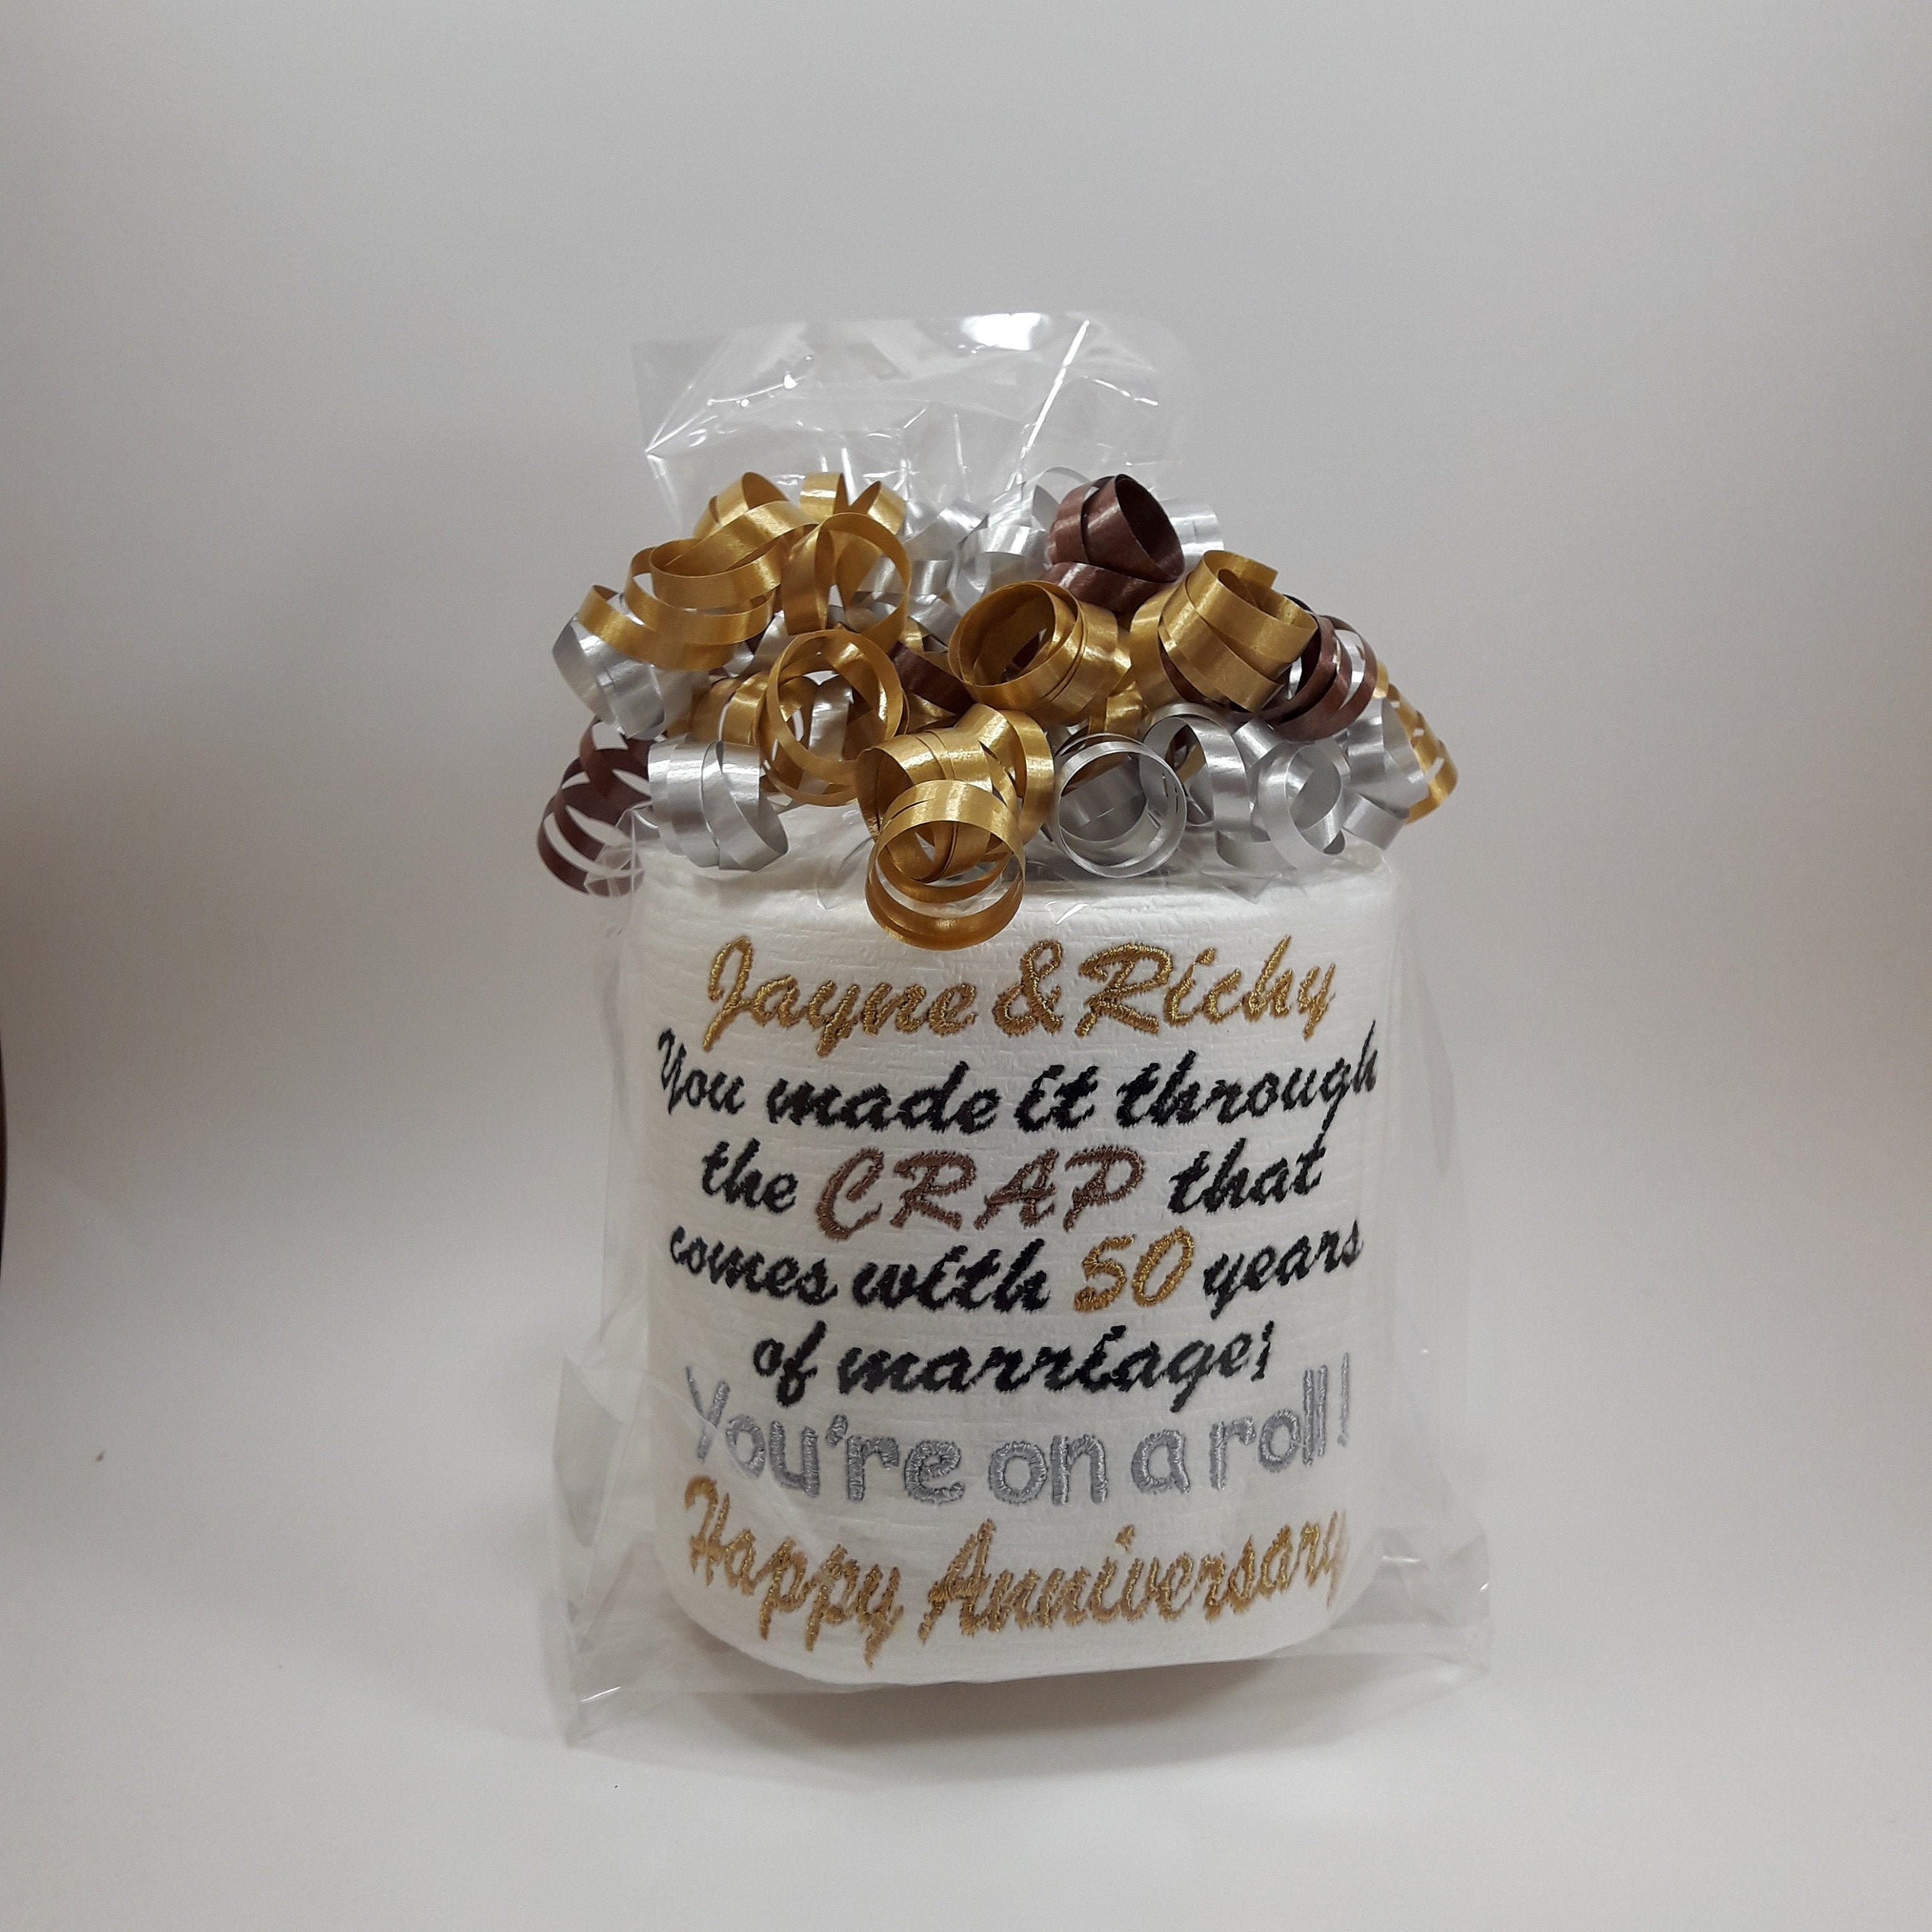 Jayne & Richy
You made it through
the CRAP that
comes with 50 years
of marriage;
You're on a roll!
Happy Anniversary